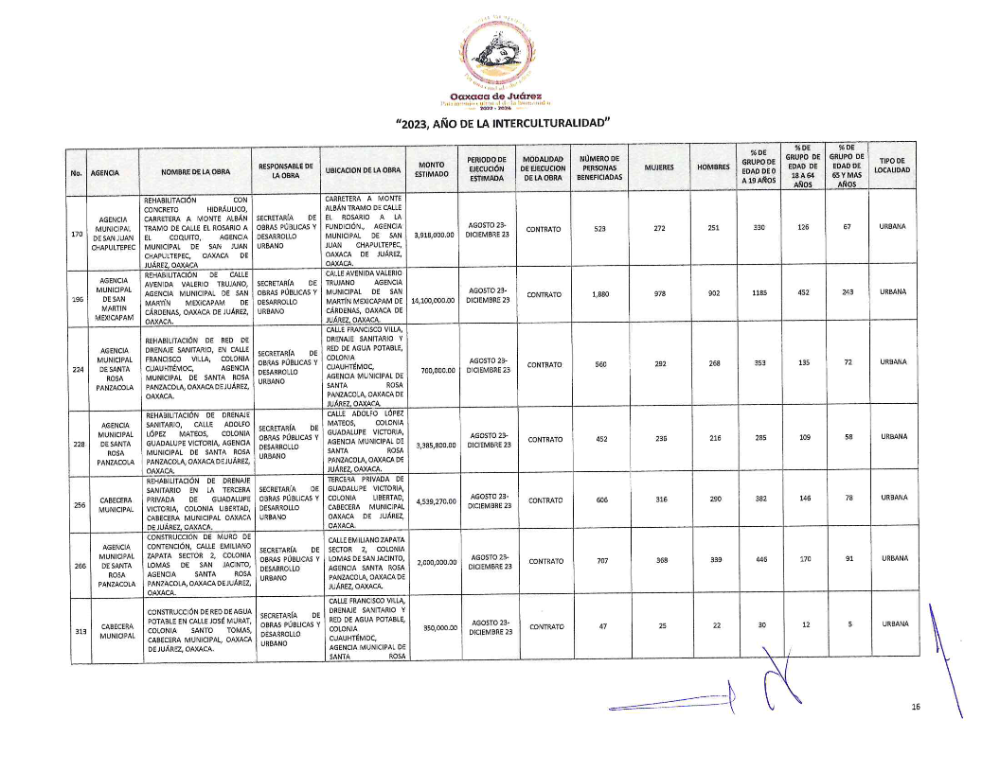 Oaxaca de Juárez
2022 - 2024
"2023, AÑO DE LA INTERCULTURALIDAD"
No. AGENCIA NOMBRE DE LA OBRA RESPONSABLE DE LA OBRA UBICACION DE LA OBRA MONTO ESTIMADO PERIODO DE EJECUCIÓN ESTIMADA MODALIDAD DE EJECUCION DE LA OBRA NÚMERO DE PERSONAS BENEFICIADAS MUJERES HOMBRES % DE GRUPO DE EDAD DE 0 A 19 AÑOS % DE GRUPO DE EDAD DE 18 A 64 AÑOS % DE GRUPO DE EDAD DE 65 Y MAS AÑOS TIPO DE LOCALIDAD
170 AGENCIA MUNICIPAL DE SAN JUAN CHAPULTEPEC REHABILITACIÓN CON CONCRETO HIDRÁULICO, CARRETERA A MONTE ALBÁN TRAMO DE CALLE EL ROSARIO A EL COQUITO, AGENCIA MUNICIPAL DE SAN JUAN CHAPULTEPEC, OAXACA DE JUÁREZ, OAXACA SECRETARÍA DE OBRAS PÚBLICAS Y DESARROLLO URBANO CARRETERA A MONTE ALBÁN TRAMO DE CALLE EL ROSARIO A LA FUNDICIÓN., AGENCIA MUNICIPAL DE SAN JUAN CHAPULTEPEC, OAXACA DE JUÁREZ, OAXACA. 3,918,000.00 AGOSTO 23-DICIEMBRE 23 CONTRATO 523 272 251 330 126 67 URBANA
196 AGENCIA MUNICIPAL DE SAN MARTIN MEXICAPAM REHABILITACIÓN DE CALLE AVENIDA VALERIO TRUJANO, AGENCIA MUNICIPAL DE SAN MARTÍN MEXICAPAM DE CÁRDENAS, OAXACA DE JUÁREZ, OAXACA. SECRETARÍA DE OBRAS PÚBLICAS Y DESARROLLO URBANO CALLE AVENIDA VALERIO TRUJANO AGENCIA MUNICIPAL DE SAN MARTÍN MEXICAPAM DE CÁRDENAS, OAXACA DE JUÁREZ, OAXACA. 14,100,000.00 AGOSTO 23-DICIEMBRE 23 CONTRATO 1,880 978 902 1185 452 243 URBANA
224 AGENCIA MUNICIPAL DE SANTA ROSA PANZACOLA REHABILITACIÓN DE RED DE DRENAJE SANITARIO, EN CALLE FRANCISCO VILLA, COLONIA CUAUHTÉMOC, AGENCIA MUNICIPAL DE SANTA ROSA PANZACOLA, OAXACA DE JUÁREZ, OAXACA. SECRETARÍA DE OBRAS PÚBLICAS Y DESARROLLO URBANO CALLE FRANCISCO VILLA, DRENAJE SANITARIO Y RED DE AGUA POTABLE, COLONIA CUAUHTÉMOC, AGENCIA MUNICIPAL DE SANTA ROSA PANZACOLA, OAXACA DE JUÁREZ, OAXACA. 700,000.00 AGOSTO 23-DICIEMBRE 23 CONTRATO 560 292 268 353 135 72 URBANA
228 AGENCIA MUNICIPAL DE SANTA ROSA PANZACOLA REHABILITACIÓN DE DRENAJE SANITARIO, CALLE ADOLFO LÓPEZ MATEOS, COLONIA GUADALUPE VICTORIA, AGENCIA MUNICIPAL DE SANTA ROSA PANZACOLA, OAXACA DE JUÁREZ, OAXACA. SECRETARÍA DE OBRAS PÚBLICAS Y DESARROLLO URBANO CALLE ADOLFO LÓPEZ MATEOS, COLONIA GUADALUPE VICTORIA, AGENCIA MUNICIPAL DE SANTA ROSA PANZACOLA, OAXACA DE JUÁREZ, OAXACA. 3,385,800.00 AGOSTO 23-DICIEMBRE 23 CONTRATO 452 236 216 285 109 58 URBANA
256 CABECERA MUNICIPAL REHABILITACIÓN DE DRENAJE SANITARIO EN LA TERCERA PRIVADA DE GUADALUPE VICTORIA, COLONIA LIBERTAD, CABECERA MUNICIPAL OAXACA DE JUÁREZ, OAXACA. SECRETARÍA DE OBRAS PÚBLICAS Y DESARROLLO URBANO TERCERA PRIVADA DE GUADALUPE VICTORIA, COLONIA LIBERTAD, CABECERA MUNICIPAL OAXACA DE JUÁREZ, OAXACA. 4,539,270.00 AGOSTO 23-DICIEMBRE 23 CONTRATO 606 316 290 382 146 78 URBANA
266 AGENCIA MUNICIPAL DE SANTA ROSA PANZACOLA CONSTRUCCIÓN DE MURO DE CONTENCIÓN, CALLE EMILIANO ZAPATA SECTOR 2, COLONIA LOMAS DE SAN JACINTO, AGENCIA SANTA ROSA PANZACOLA, OAXACA DE JUÁREZ, OAXACA. SECRETARÍA DE OBRAS PÚBLICAS Y DESARROLLO URBANO CALLE EMILIANO ZAPATA SECTOR 2, COLONIA LOMAS DE SAN JACINTO, AGENCIA SANTA ROSA PANZACOLA, OAXACA DE JUÁREZ, OAXACA. 2,000,000.00 AGOSTO 23-DICIEMBRE 23 CONTRATO 707 368 339 446 170 91 URBANA
313 CABECERA MUNICIPAL CONSTRUCCIÓN DE RED DE AGUA POTABLE EN CALLE JOSÉ MURAT, COLONIA SANTO TOMAS, CABECERA MUNICIPAL, OAXACA DE JUÁREZ, OAXACA. SECRETARÍA DE OBRAS PÚBLICAS Y DESARROLLO URBANO CALLE FRANCISCO VILLA, DRENAJE SANITARIO Y RED DE AGUA POTABLE, COLONIA CUAUHTÉMOC, AGENCIA MUNICIPAL DE SANTA ROSA 350,000.00 AGOSTO 23-DICIEMBRE 23 CONTRATO 47 25 22 30 12 5 URBANA
16